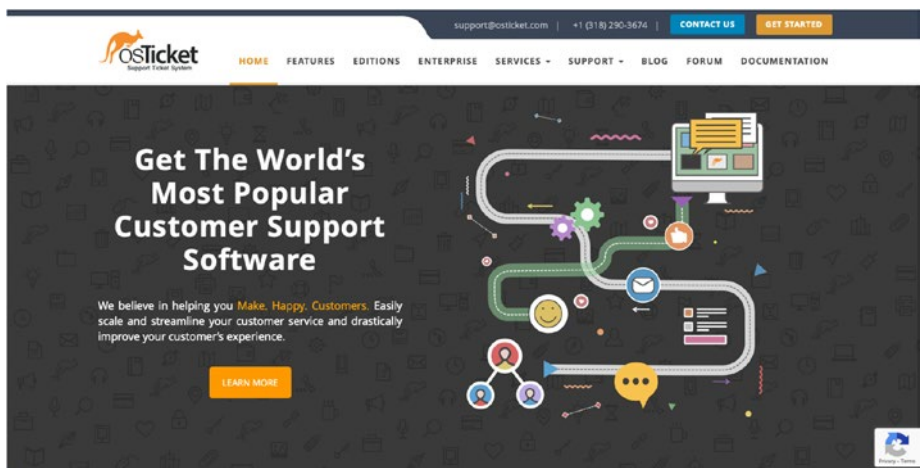 support@osticket.com | +1 (318) 290-3674 | CONTACT US GET STARTED
osTicket
Support Ticket System
HOME FEATURES EDITIONS ENTERPRISE SERVICES SUPPORT BLOG FORUM DOCUMENTATION
Get The World's
Most Popular
Customer Support
Software
We believe in helping you Make. Happy. Customers. Easily
scale and streamline your customer service and drastically
improve your customer's experience.
LEARN MORE
Privacy - Terms